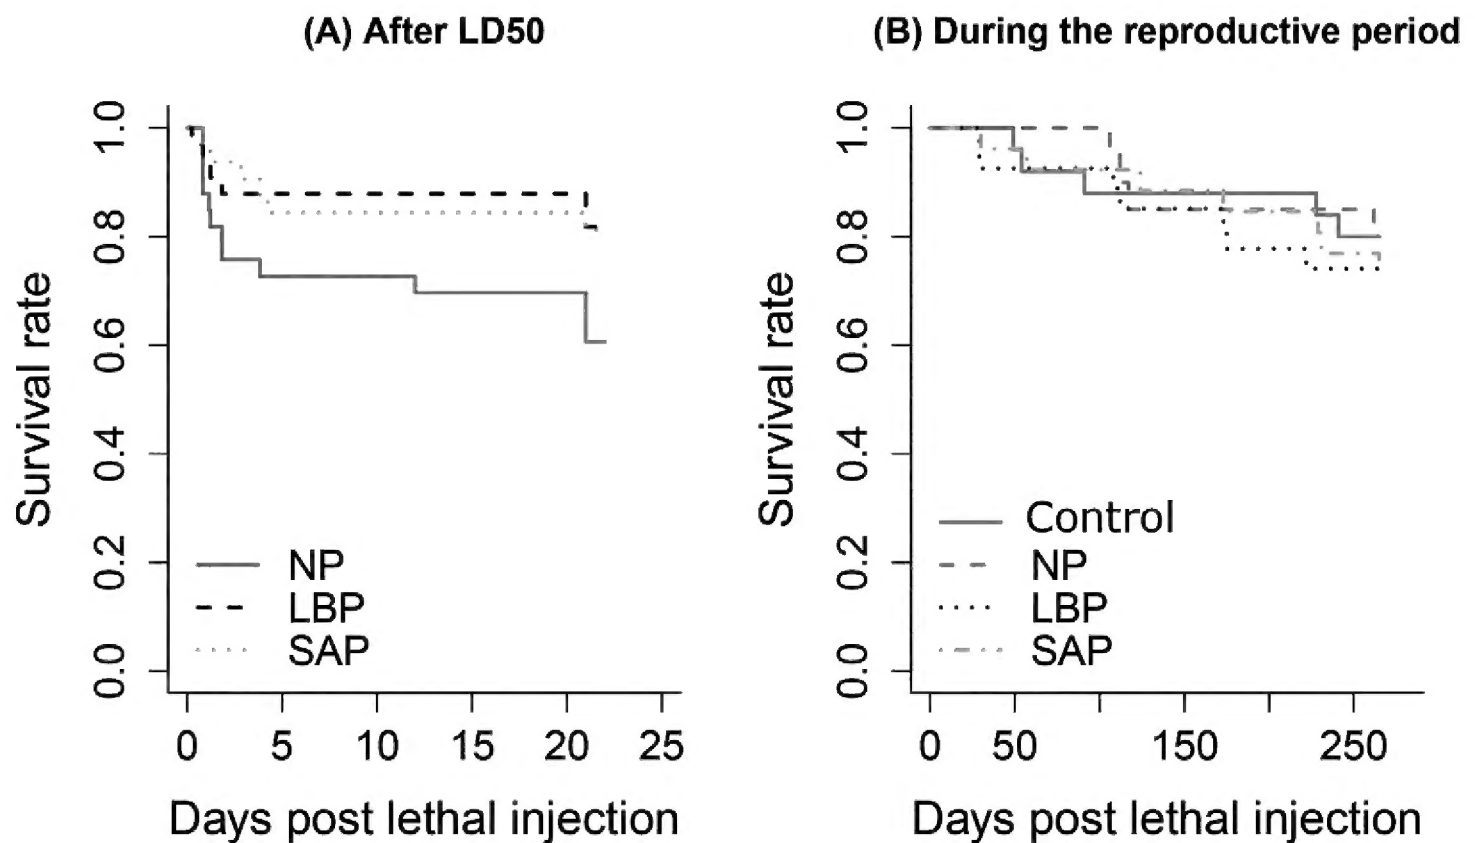 (A) After LD50
Survival rate
1.0
0.8
0.6
0.4
0.2
0.0
NP
LBP
SAP
0 5 10 15 20 25
Days post lethal injection
(B) During the reproductive period
Survival rate
1.0
0.8
0.6
0.4
0.2
0.0
Control
NP
LBP
SAP
0 50 150 250
Days post lethal injection